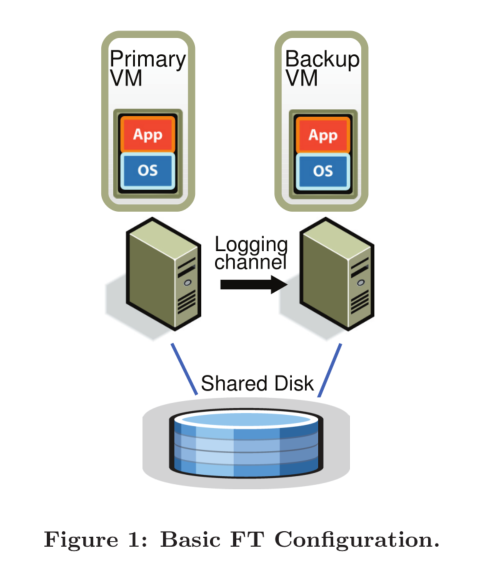 Primary
VM
Backup
VM
App
OS
App
OS
Logging
channel
Shared Disk
Figure 1: Basic FT Configuration.